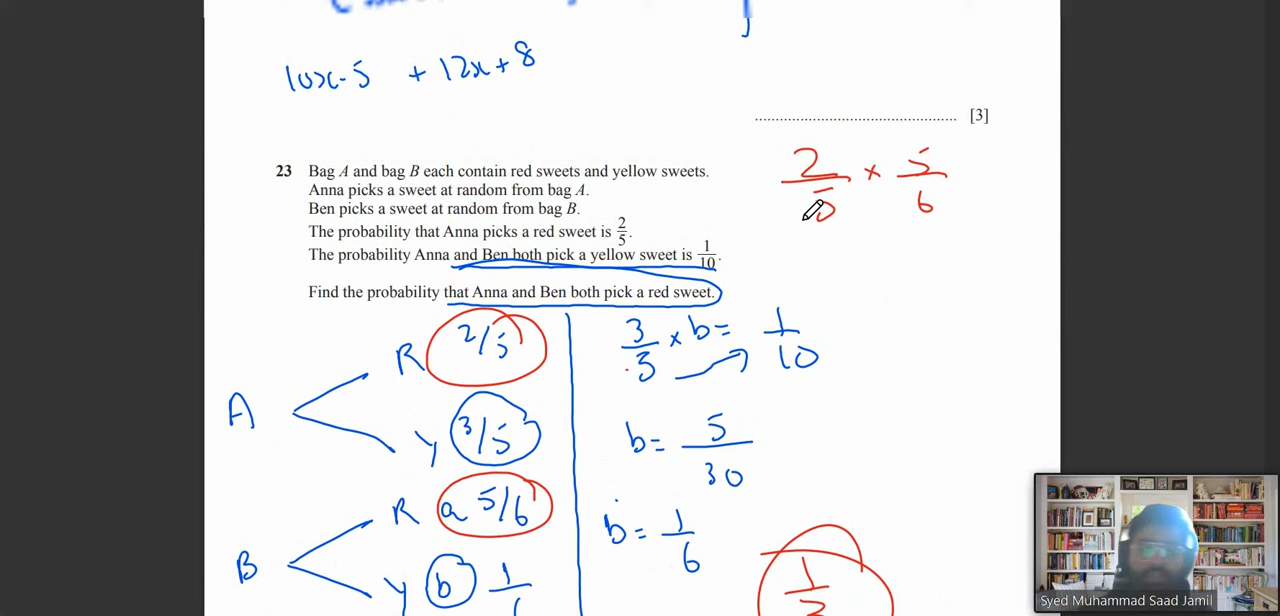 10x-5 + 12x+8
[3]
23 Bag A and bag B each contain red sweets and yellow sweets.
Anna picks a sweet at random from bag A.
Ben picks a sweet at random from bag B.
The probability that Anna picks a red sweet is 2/5.
The probability Anna and Ben both pick a yellow sweet is 1/10.
Find the probability that Anna and Ben both pick a red sweet.
2/5 × 5/6
A
R 2/5
Y 3/5
B
R a 5/6
Y b 1/
3/5 × b = 1/10
b = 5/30
b = 1/6
1/3
Syed Muhammad Saad Jamil